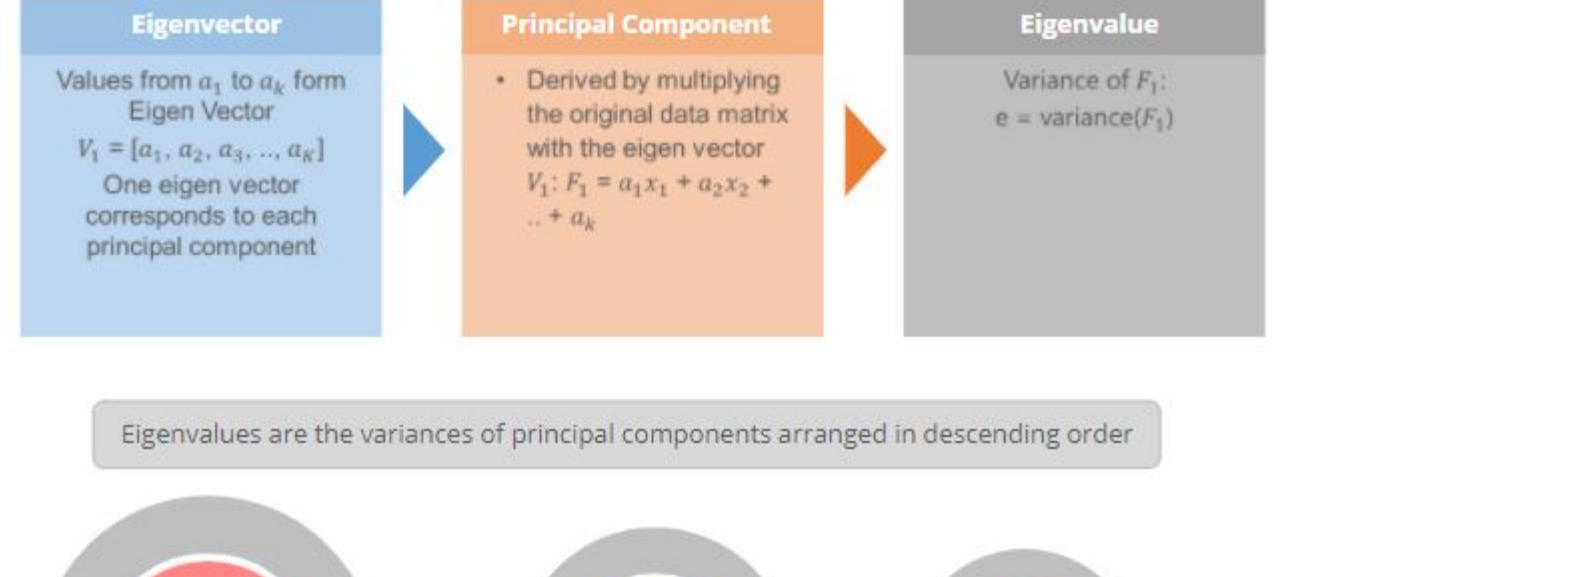 Eigenvector
Values from a₁ to aₖ form
Eigen Vector
V₁ = [a₁, a₂, a₃, .., a_K]
One eigen vector
corresponds to each
principal component
Principal Component
• Derived by multiplying
the original data matrix
with the eigen vector
V₁: F₁ = a₁x₁ + a₂x₂ +
.. + aₖ
Eigenvalue
Variance of F₁:
e = variance(F₁)
Eigenvalues are the variances of principal components arranged in descending order